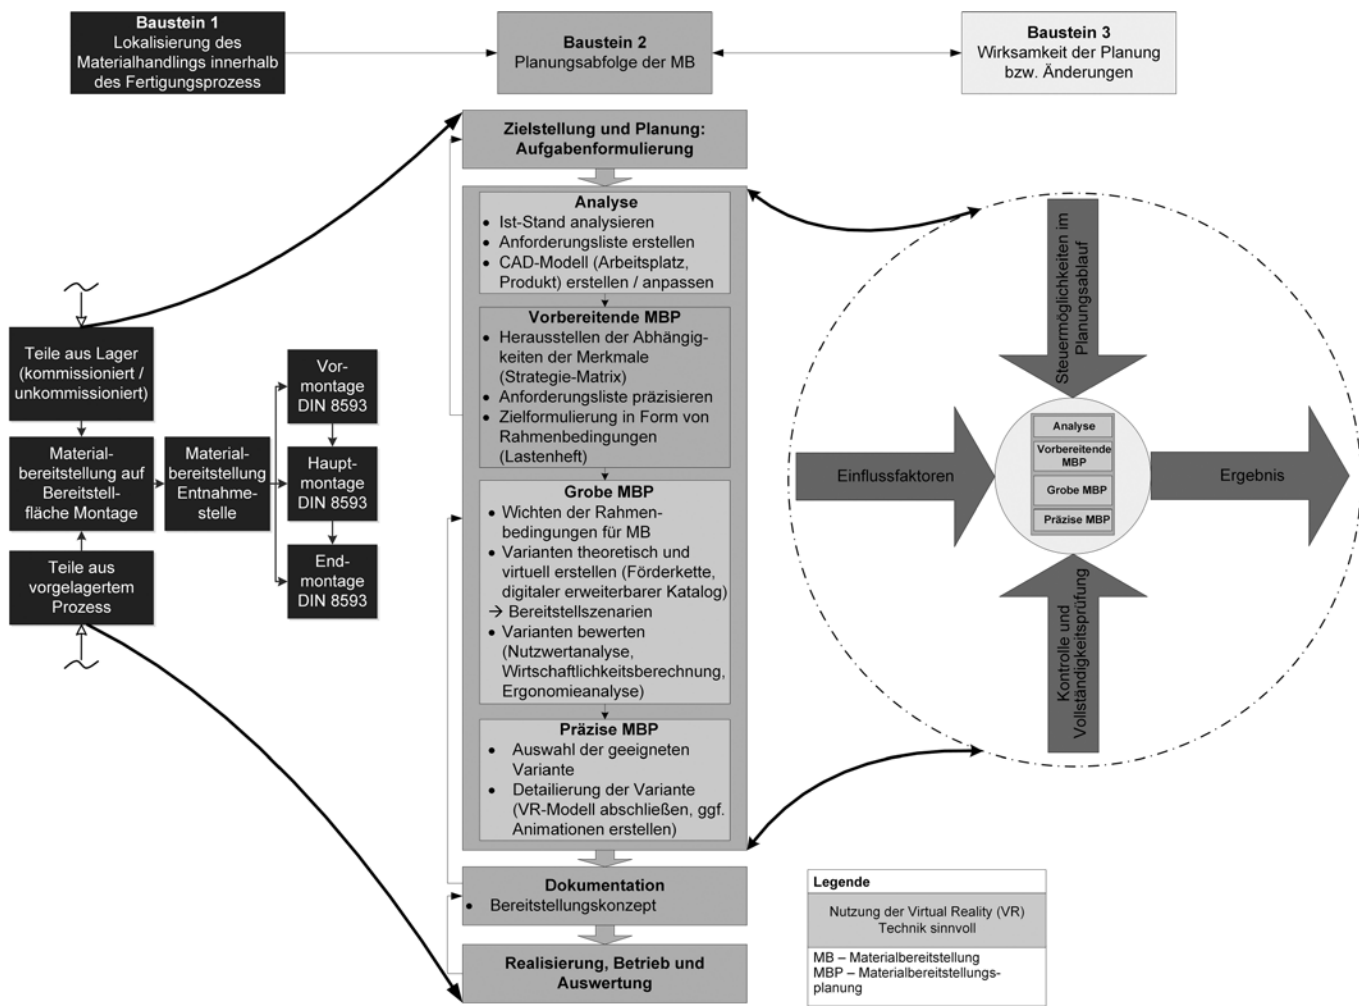 Baustein 1
Lokalisierung des
Materialhandlings innerhalb
des Fertigungsprozess
Baustein 2
Planungsabfolge der MB
Baustein 3
Wirksamkeit der Planung
bzw. Änderungen
Teile aus Lager
(kommissioniert /
unkommissioniert)
Material-
bereitstellung auf
Bereitstell-
fläche Montage
Teile aus
vorgelagertem
Prozess
Material-
bereitstellung
Entnahme-
stelle
Vor-
montage
DIN 8593
Haupt-
montage
DIN 8593
End-
montage
DIN 8593
Zielstellung und Planung:
Aufgabenformulierung
Analyse
• Ist-Stand analysieren
• Anforderungsliste erstellen
• CAD-Modell (Arbeitsplatz,
Produkt) erstellen / anpassen
Vorbereitende MBP
• Herausstellen der Abhängig-
keiten der Merkmale
(Strategie-Matrix)
• Anforderungsliste präzisieren
• Zielformulierung in Form von
Rahmenbedingungen
(Lastenheft)
Grobe MBP
• Wichten der Rahmen-
bedingungen für MB
• Varianten theoretisch und
virtuell erstellen (Förderkette,
digitaler erweiterbarer Katalog)
→ Bereitstellszenarien
• Varianten bewerten
(Nutzwertanalyse,
Wirtschaftlichkeitsberechnung,
Ergonomieanalyse)
Präzise MBP
• Auswahl der geeigneten
Variante
• Detailierung der Variante
(VR-Modell abschließen, ggf.
Animationen erstellen)
Dokumentation
• Bereitstellungskonzept
Realisierung, Betrieb und
Auswertung
Steuermöglichkeiten im
Planungsablauf
Einflussfaktoren
Analyse
Vorbereitende
MBP
Grobe MBP
Präzise MBP
Ergebnis
Kontrolle und
Vollständigkeitsprüfung
Legende
Nutzung der Virtual Reality (VR)
Technik sinnvoll
MB – Materialbereitstellung
MBP – Materialbereitstellungs-
planung